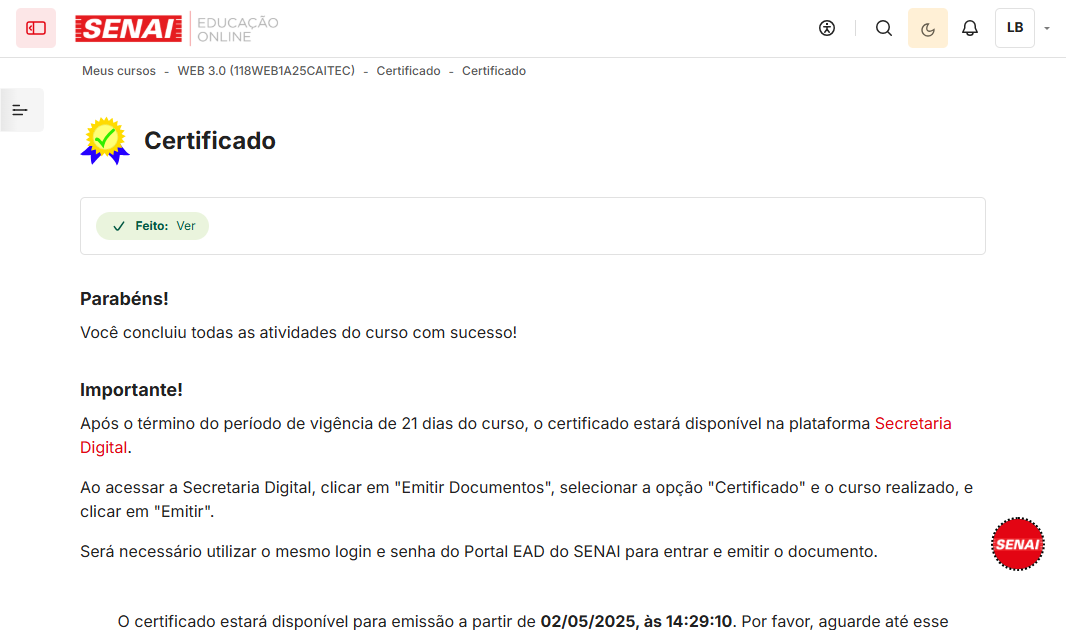 SENAI EDUCAÇÃO
ONLINE
LB
Meus cursos - WEB 3.0 (118WEB1A25CAITEC) - Certificado - Certificado
Certificado
Feito: Ver
Parabéns!
Você concluiu todas as atividades do curso com sucesso!
Importante!
Após o término do período de vigência de 21 dias do curso, o certificado estará disponível na plataforma Secretaria
Digital.
Ao acessar a Secretaria Digital, clicar em "Emitir Documentos", selecionar a opção "Certificado" e o curso realizado, e
clicar em "Emitir".
SENAI
Será necessário utilizar o mesmo login e senha do Portal EAD do SENAI para entrar e emitir o documento.
O certificado estará disponível para emissão a partir de 02/05/2025, às 14:29:10. Por favor, aguarde até esse